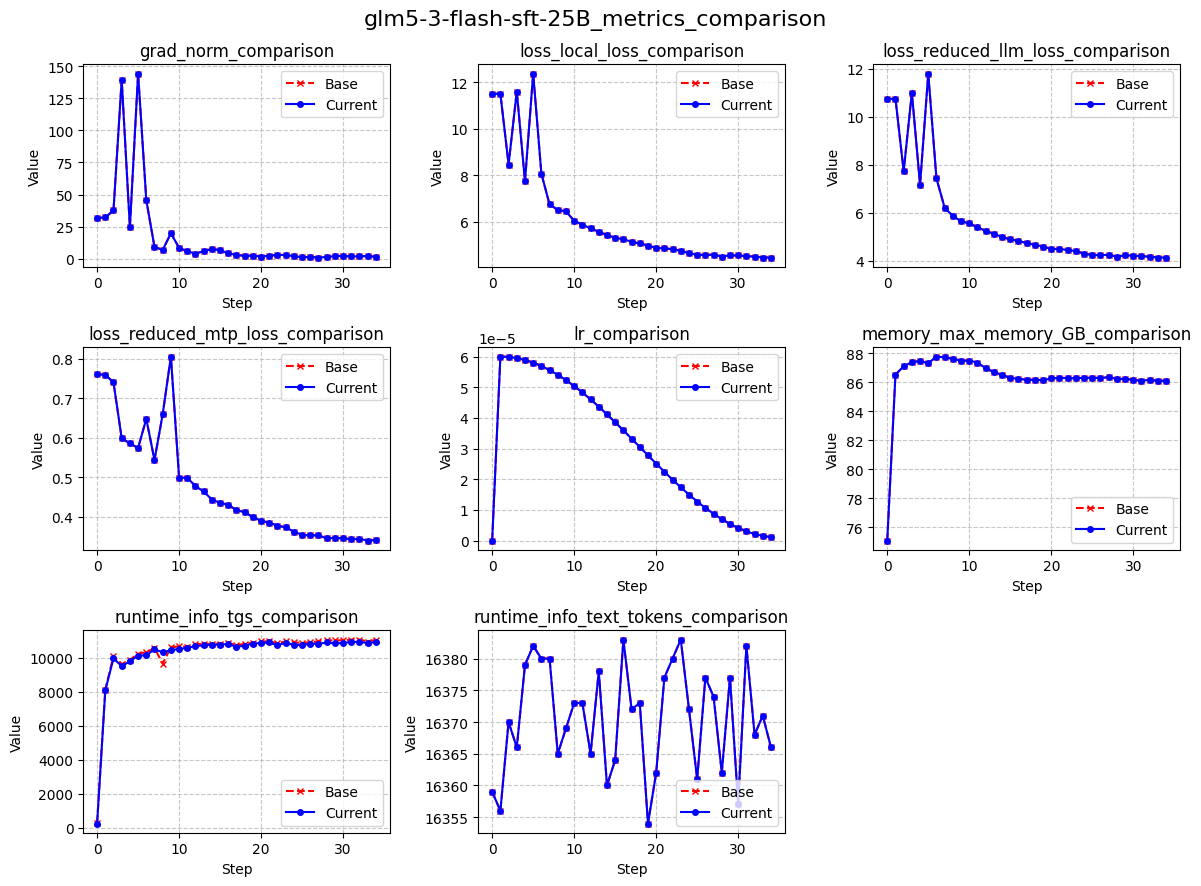 glm5-3-flash-sft-25B_metrics_comparison
grad_norm_comparison
150
125
100
75
50
25
0
Value
0 10 20 30
Step
Base
Current
loss_local_loss_comparison
12
10
8
6
Value
0 10 20 30
Step
Base
Current
loss_reduced_llm_loss_comparison
12
10
8
6
4
Value
0 10 20 30
Step
Base
Current
loss_reduced_mtp_loss_comparison
0.8
0.7
0.6
0.5
0.4
Value
0 10 20 30
Step
Base
Current
lr_comparison
1e−5
6
5
4
3
2
1
0
Value
0 10 20 30
Step
Base
Current
memory_max_memory_GB_comparison
88
86
84
82
80
78
76
Value
0 10 20 30
Step
Base
Current
runtime_info_tgs_comparison
10000
8000
6000
4000
2000
0
Value
0 10 20 30
Step
Base
Current
runtime_info_text_tokens_comparison
16380
16375
16370
16365
16360
16355
Value
0 10 20 30
Step
Base
Current